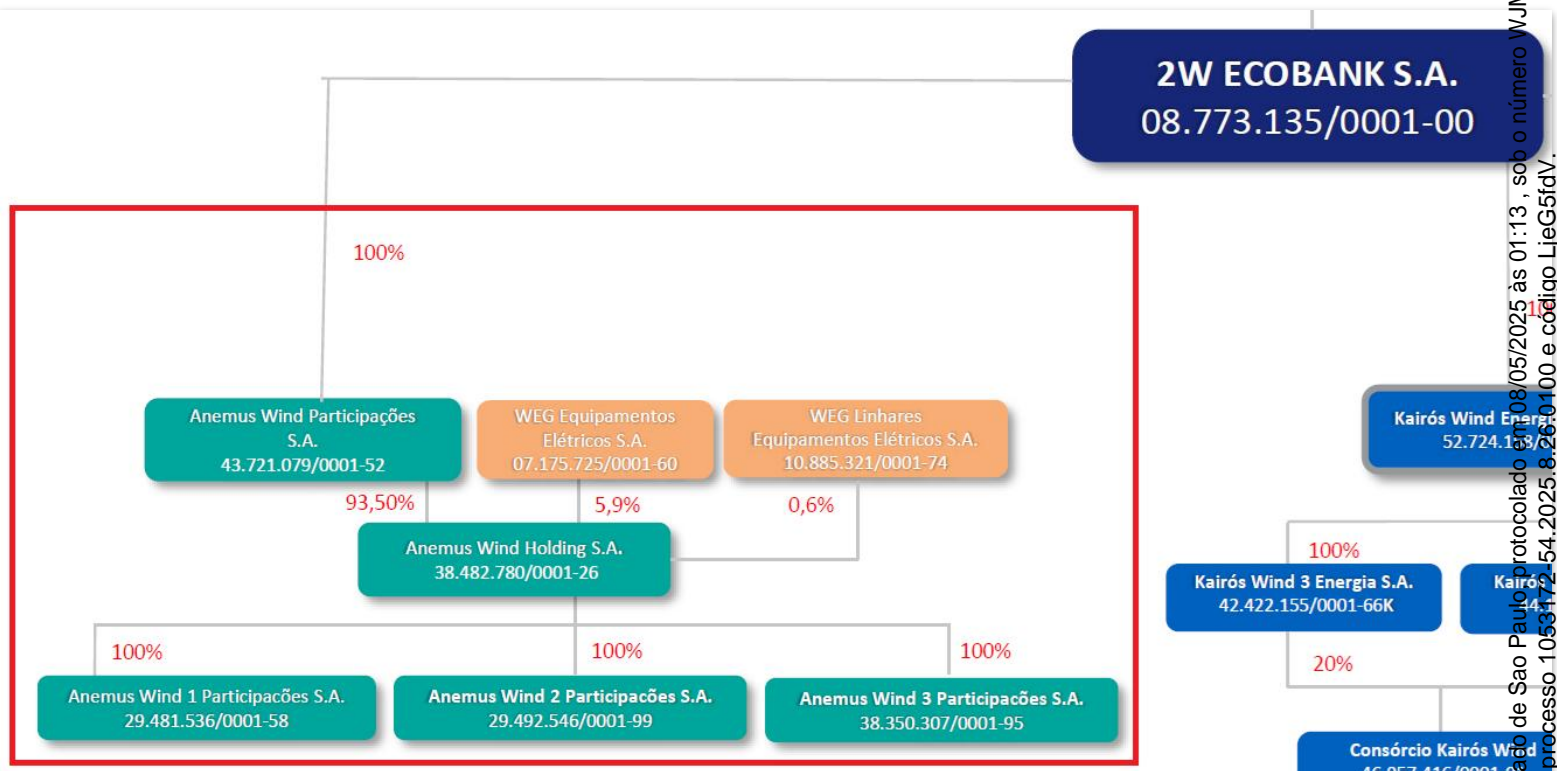 2W ECOBANK S.A.
08.773.135/0001-00
100%
Anemus Wind Participações
S.A.
43.721.079/0001-52
WEG Equipamentos
Elétricos S.A.
07.175.725/0001-60
WEG Linhares
Equipamentos Elétricos S.A.
10.885.321/0001-74
93,50%
5,9%
0,6%
Anemus Wind Holding S.A.
38.482.780/0001-26
100%
100%
100%
Anemus Wind 1 Participacões S.A.
29.481.536/0001-58
Anemus Wind 2 Participacões S.A.
29.492.546/0001-99
Anemus Wind 3 Participacões S.A.
38.350.307/0001-95
Kairós Wind
100%
Kairós Wind 3 Energia S.A.
42.422.155/0001-66K
Kairós
20%
Consórcio Kairós Wind
ado de Sao Paulo, protocolado em 08/05/2025 às 01:13 , sob o número
processo 1053172-54.2025.8.26.0100 e código LieG5fdV.